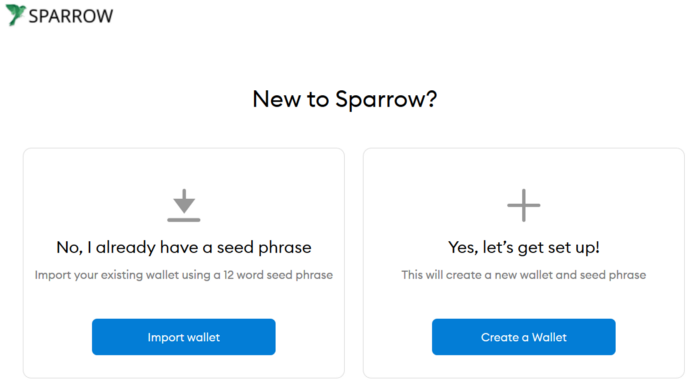 SPARROW
New to Sparrow?
No, I already have a seed phrase
Import your existing wallet using a 12 word seed phrase
Import wallet
Yes, let’s get set up!
This will create a new wallet and seed phrase
Create a Wallet